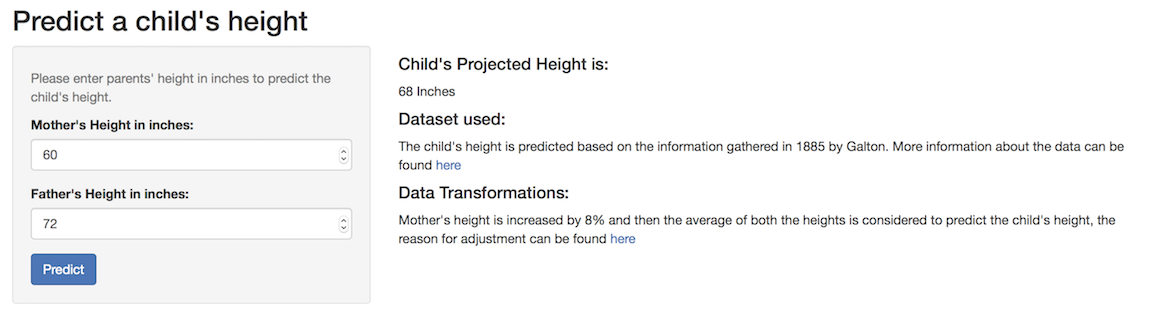 Predict a child's height
Please enter parents' height in inches to predict the
child's height.
Mother's Height in inches:
60
Father's Height in inches:
72
Predict
Child's Projected Height is:
68 Inches
Dataset used:
The child's height is predicted based on the information gathered in 1885 by Galton. More information about the data can be
found here
Data Transformations:
Mother's height is increased by 8% and then the average of both the heights is considered to predict the child's height, the
reason for adjustment can be found here